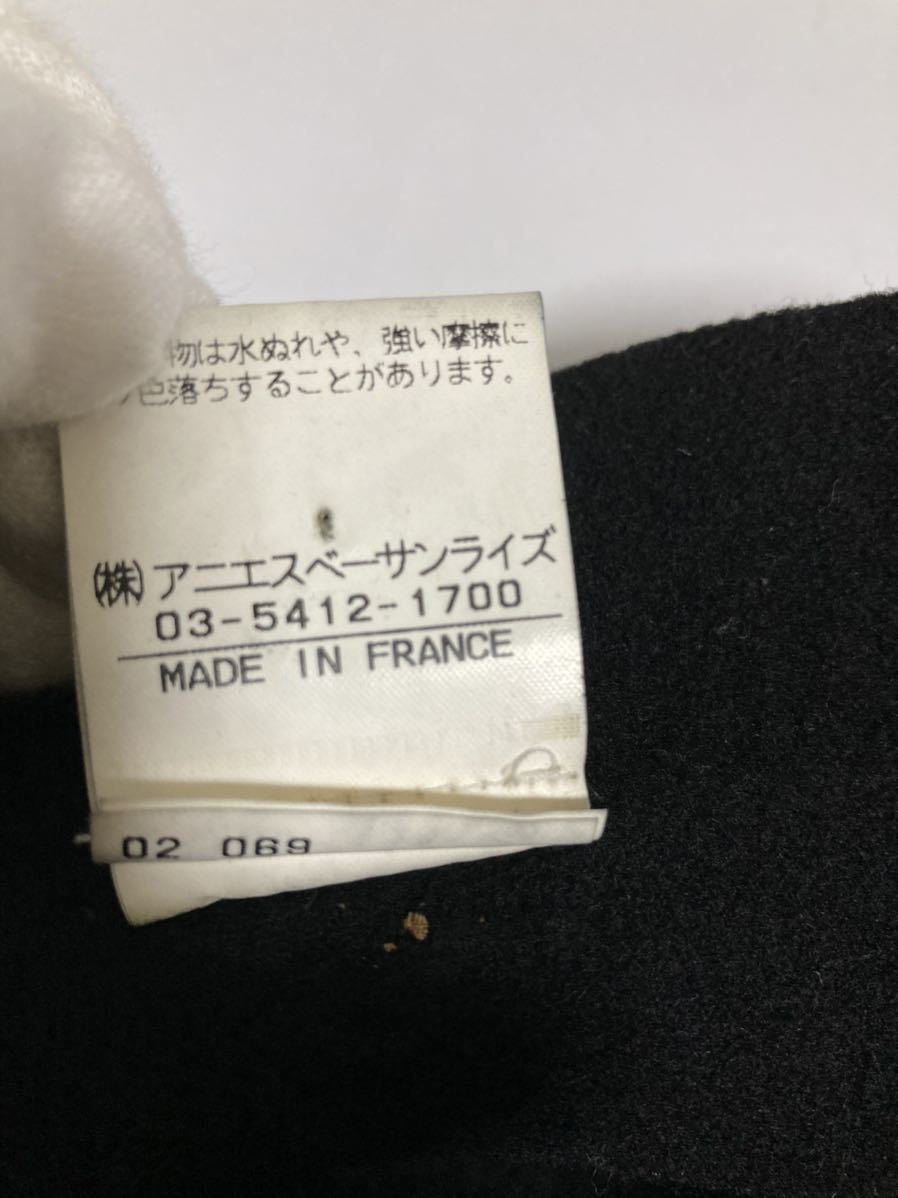 物は水ぬれや、強い摩擦に
色落ちすることがあります。
(株)アニエスベーサンライズ
03-5412-1700
MADE IN FRANCE
02 069